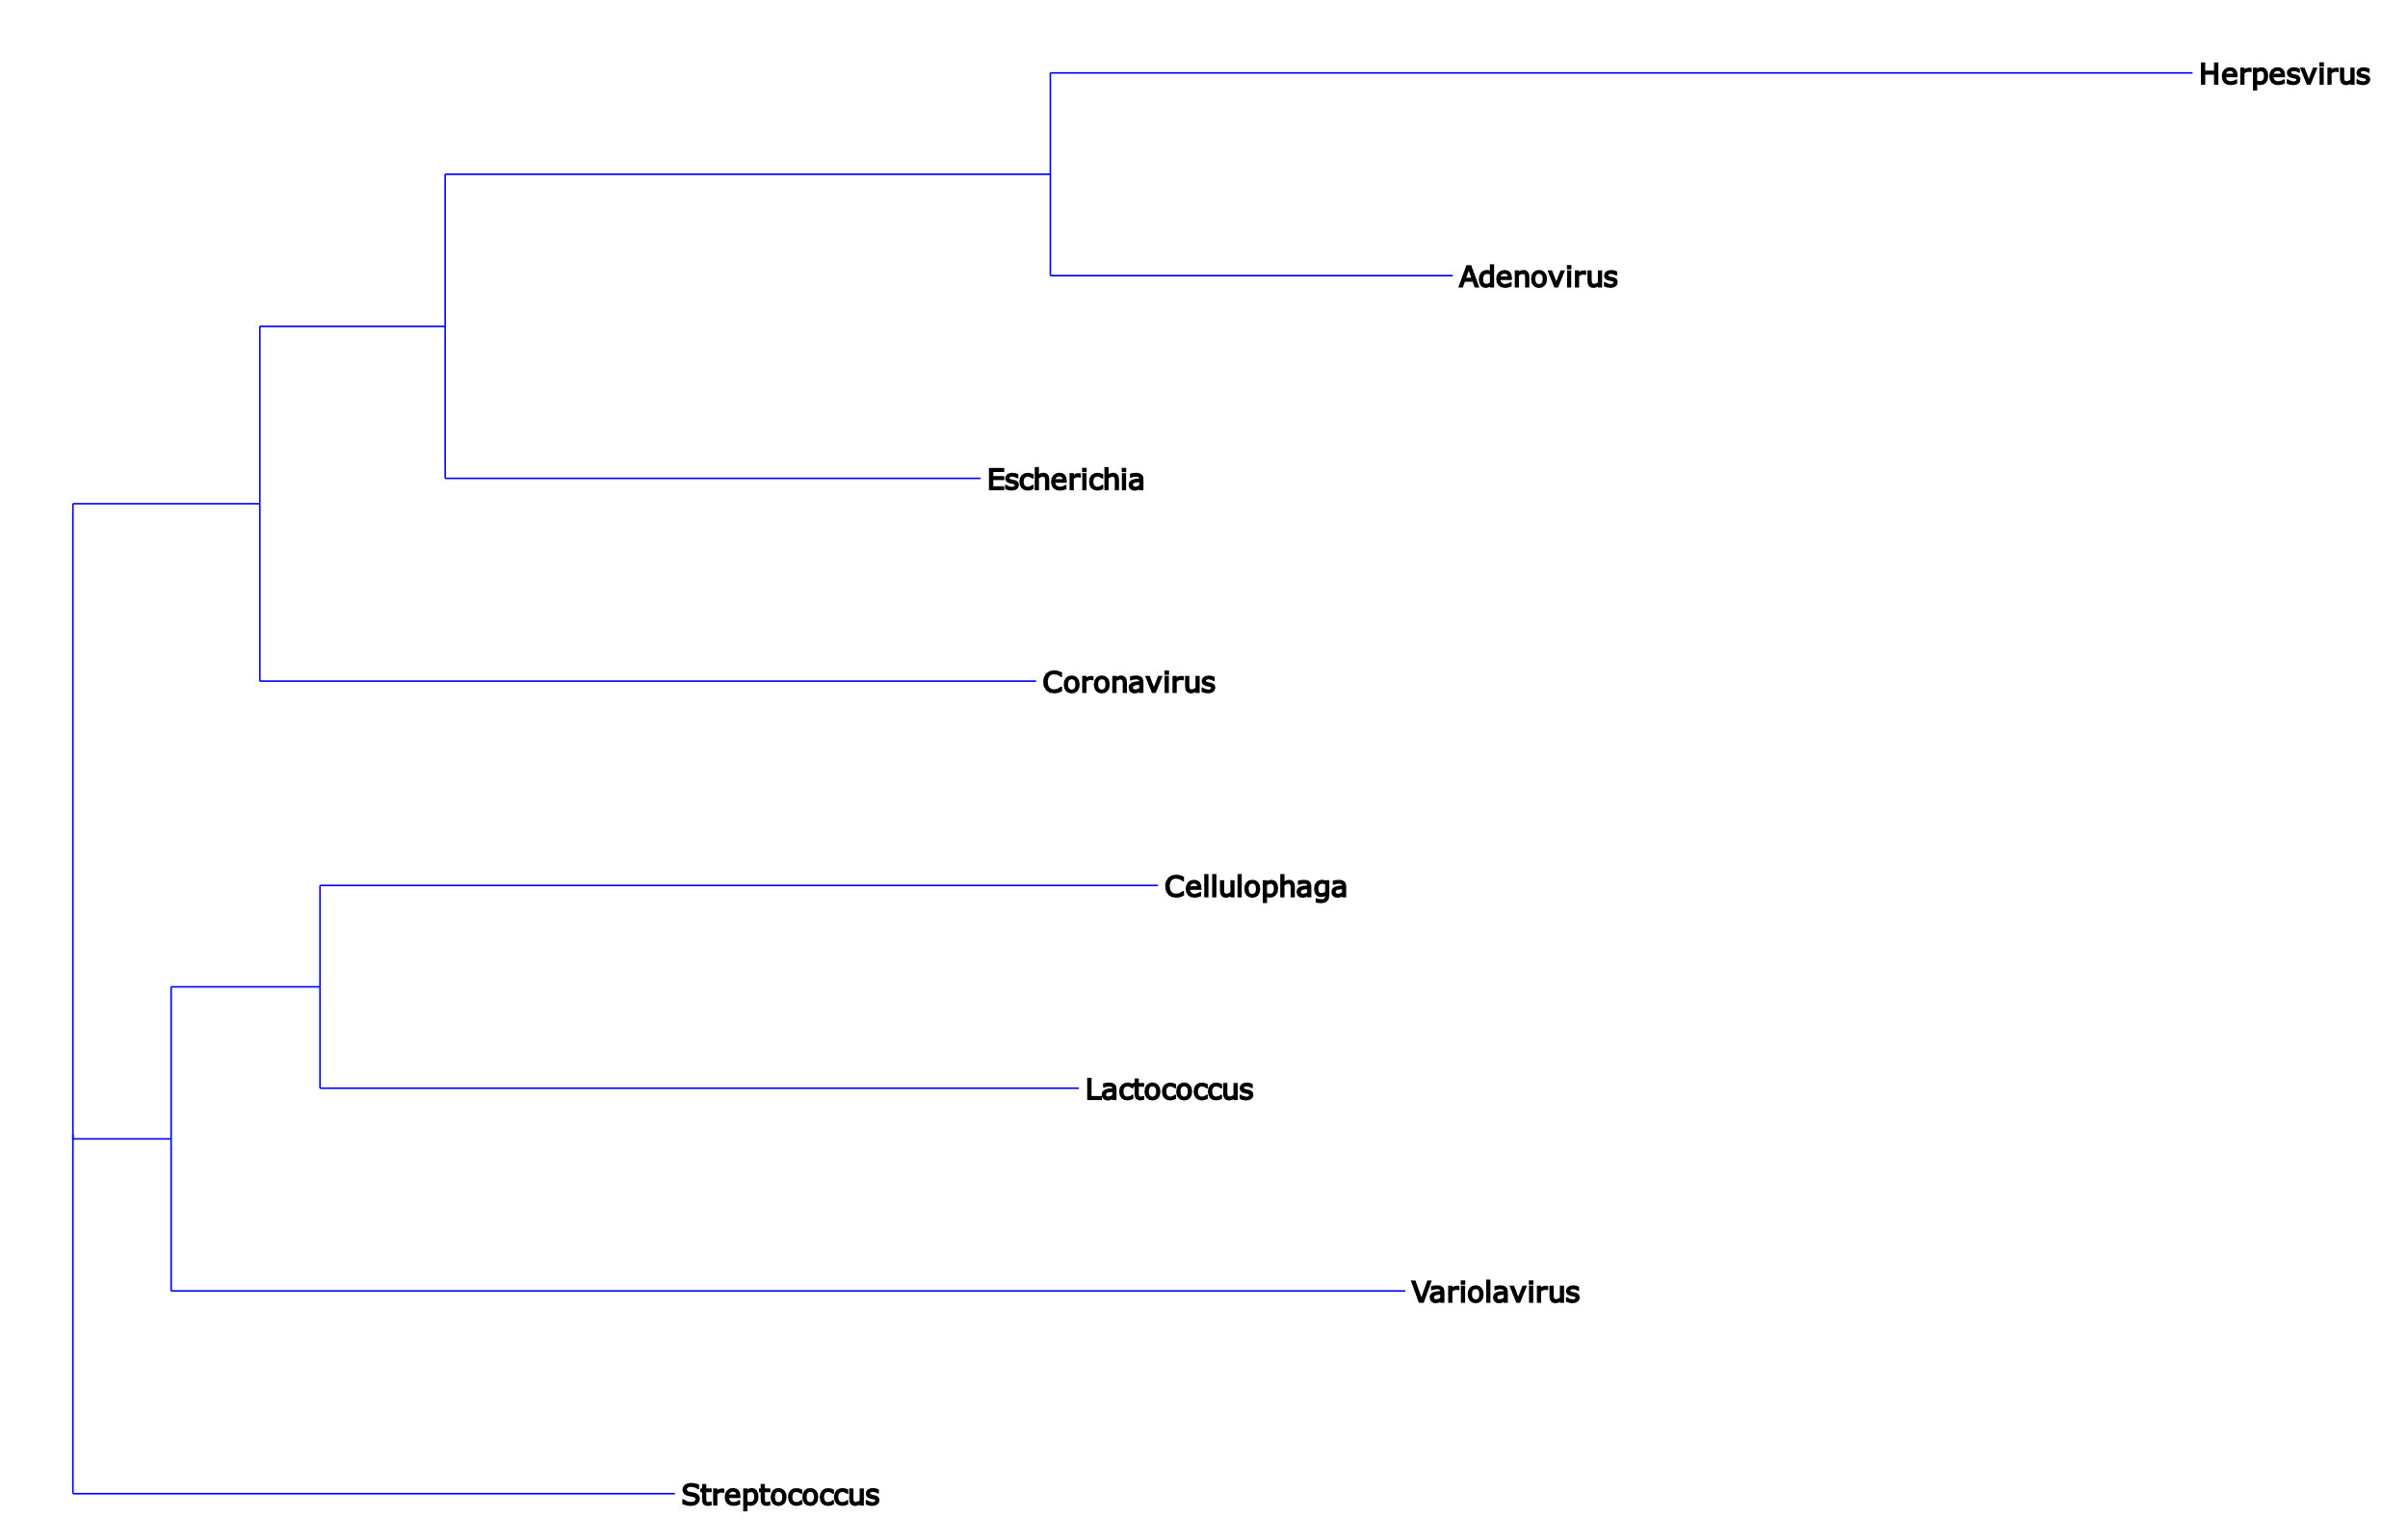 Herpesvirus
Adenovirus
Escherichia
Coronavirus
Cellulophaga
Lactococcus
Variolavirus
Streptococcus